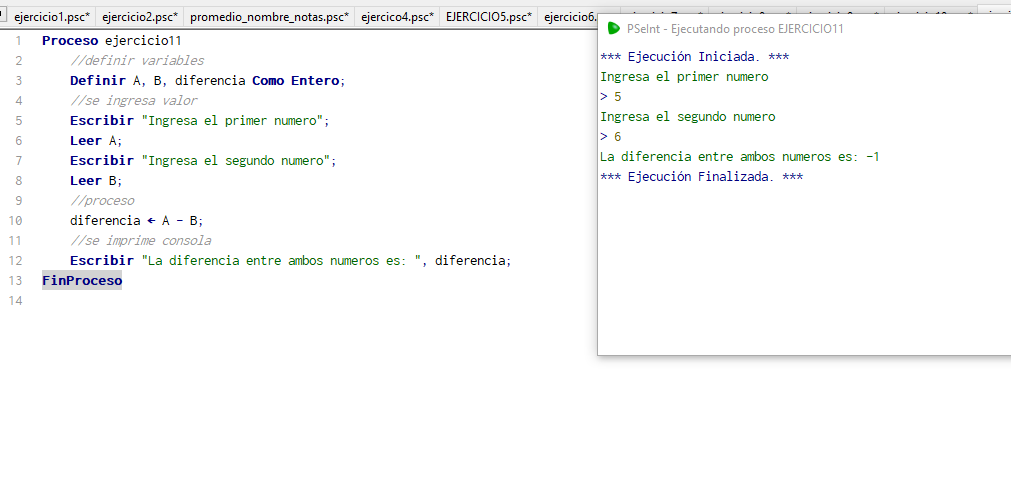 ejercicio1.psc* ejercicio2.psc* promedio_nombre_notas.psc* ejercico4.psc* EJERCICIO5.psc* ejercicio6.
1 Proceso ejercicio11
2 //definir variables
3 Definir A, B, diferencia Como Entero;
4 //se ingresa valor
5 Escribir "Ingresa el primer numero";
6 Leer A;
7 Escribir "Ingresa el segundo numero";
8 Leer B;
9 //proceso
10 diferencia ← A - B;
11 //se imprime consola
12 Escribir "La diferencia entre ambos numeros es: ", diferencia;
13 FinProceso
14
PSeInt - Ejecutando proceso EJERCICIO11
*** Ejecución Iniciada. ***
Ingresa el primer numero
> 5
Ingresa el segundo numero
> 6
La diferencia entre ambos numeros es: -1
*** Ejecución Finalizada. ***